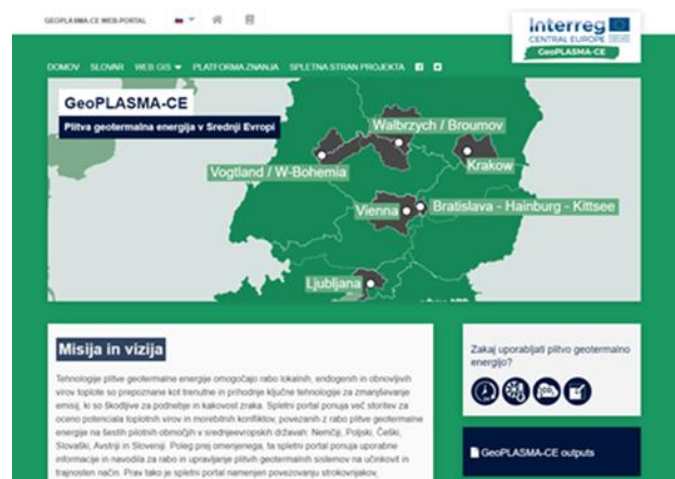 GEOPLASMA-CE WEB-PORTAL
Interreg
CENTRAL EUROPE
GeoPLASMA-CE
DOMOV SLOVAR WEB GIS PLATFORMA ZNANJA SPLETNA STRAN PROJEKTA
GeoPLASMA-CE
Plitva geotermalna energija v Srednji Evropi
Walbrzych / Broumov
Krakow
Vogtland / W-Bohemia
Vienna
Bratislava - Hainburg - Kittsee
Ljubljana
Misija in vizija
Tehnologije plitve geotermalne energije omogočajo rabo lokalnih, endogenih in obnovljivih
virov toplote so prepoznane kot trenutne in prihodnje ključne tehnologije za zmanjševanje
emisij, ki so škodljive za podnebje in kakovost zraka. Spletni portal ponuja več storitev za
oceno potenciala toplotnih virov in morebitnih konfliktov, povezanih z rabo plitve geotermalne
energije na šestih pilotnih območjih v srednjeevropskih državah: Nemčiji, Poljski, Češki,
Slovaški, Avstriji in Sloveniji. Poleg prej omenjenega, ta spletni portal ponuja uporabne
informacije in navodila za rabo in upravljanje plitvih geotermalnih sistemov na učinkovit in
trajnosten način. Prav tako je spletni portal namenjen povezovanju strokovnjakov,
Zakaj uporabljati plitvo geotermalno
energijo?
GeoPLASMA-CE outputs